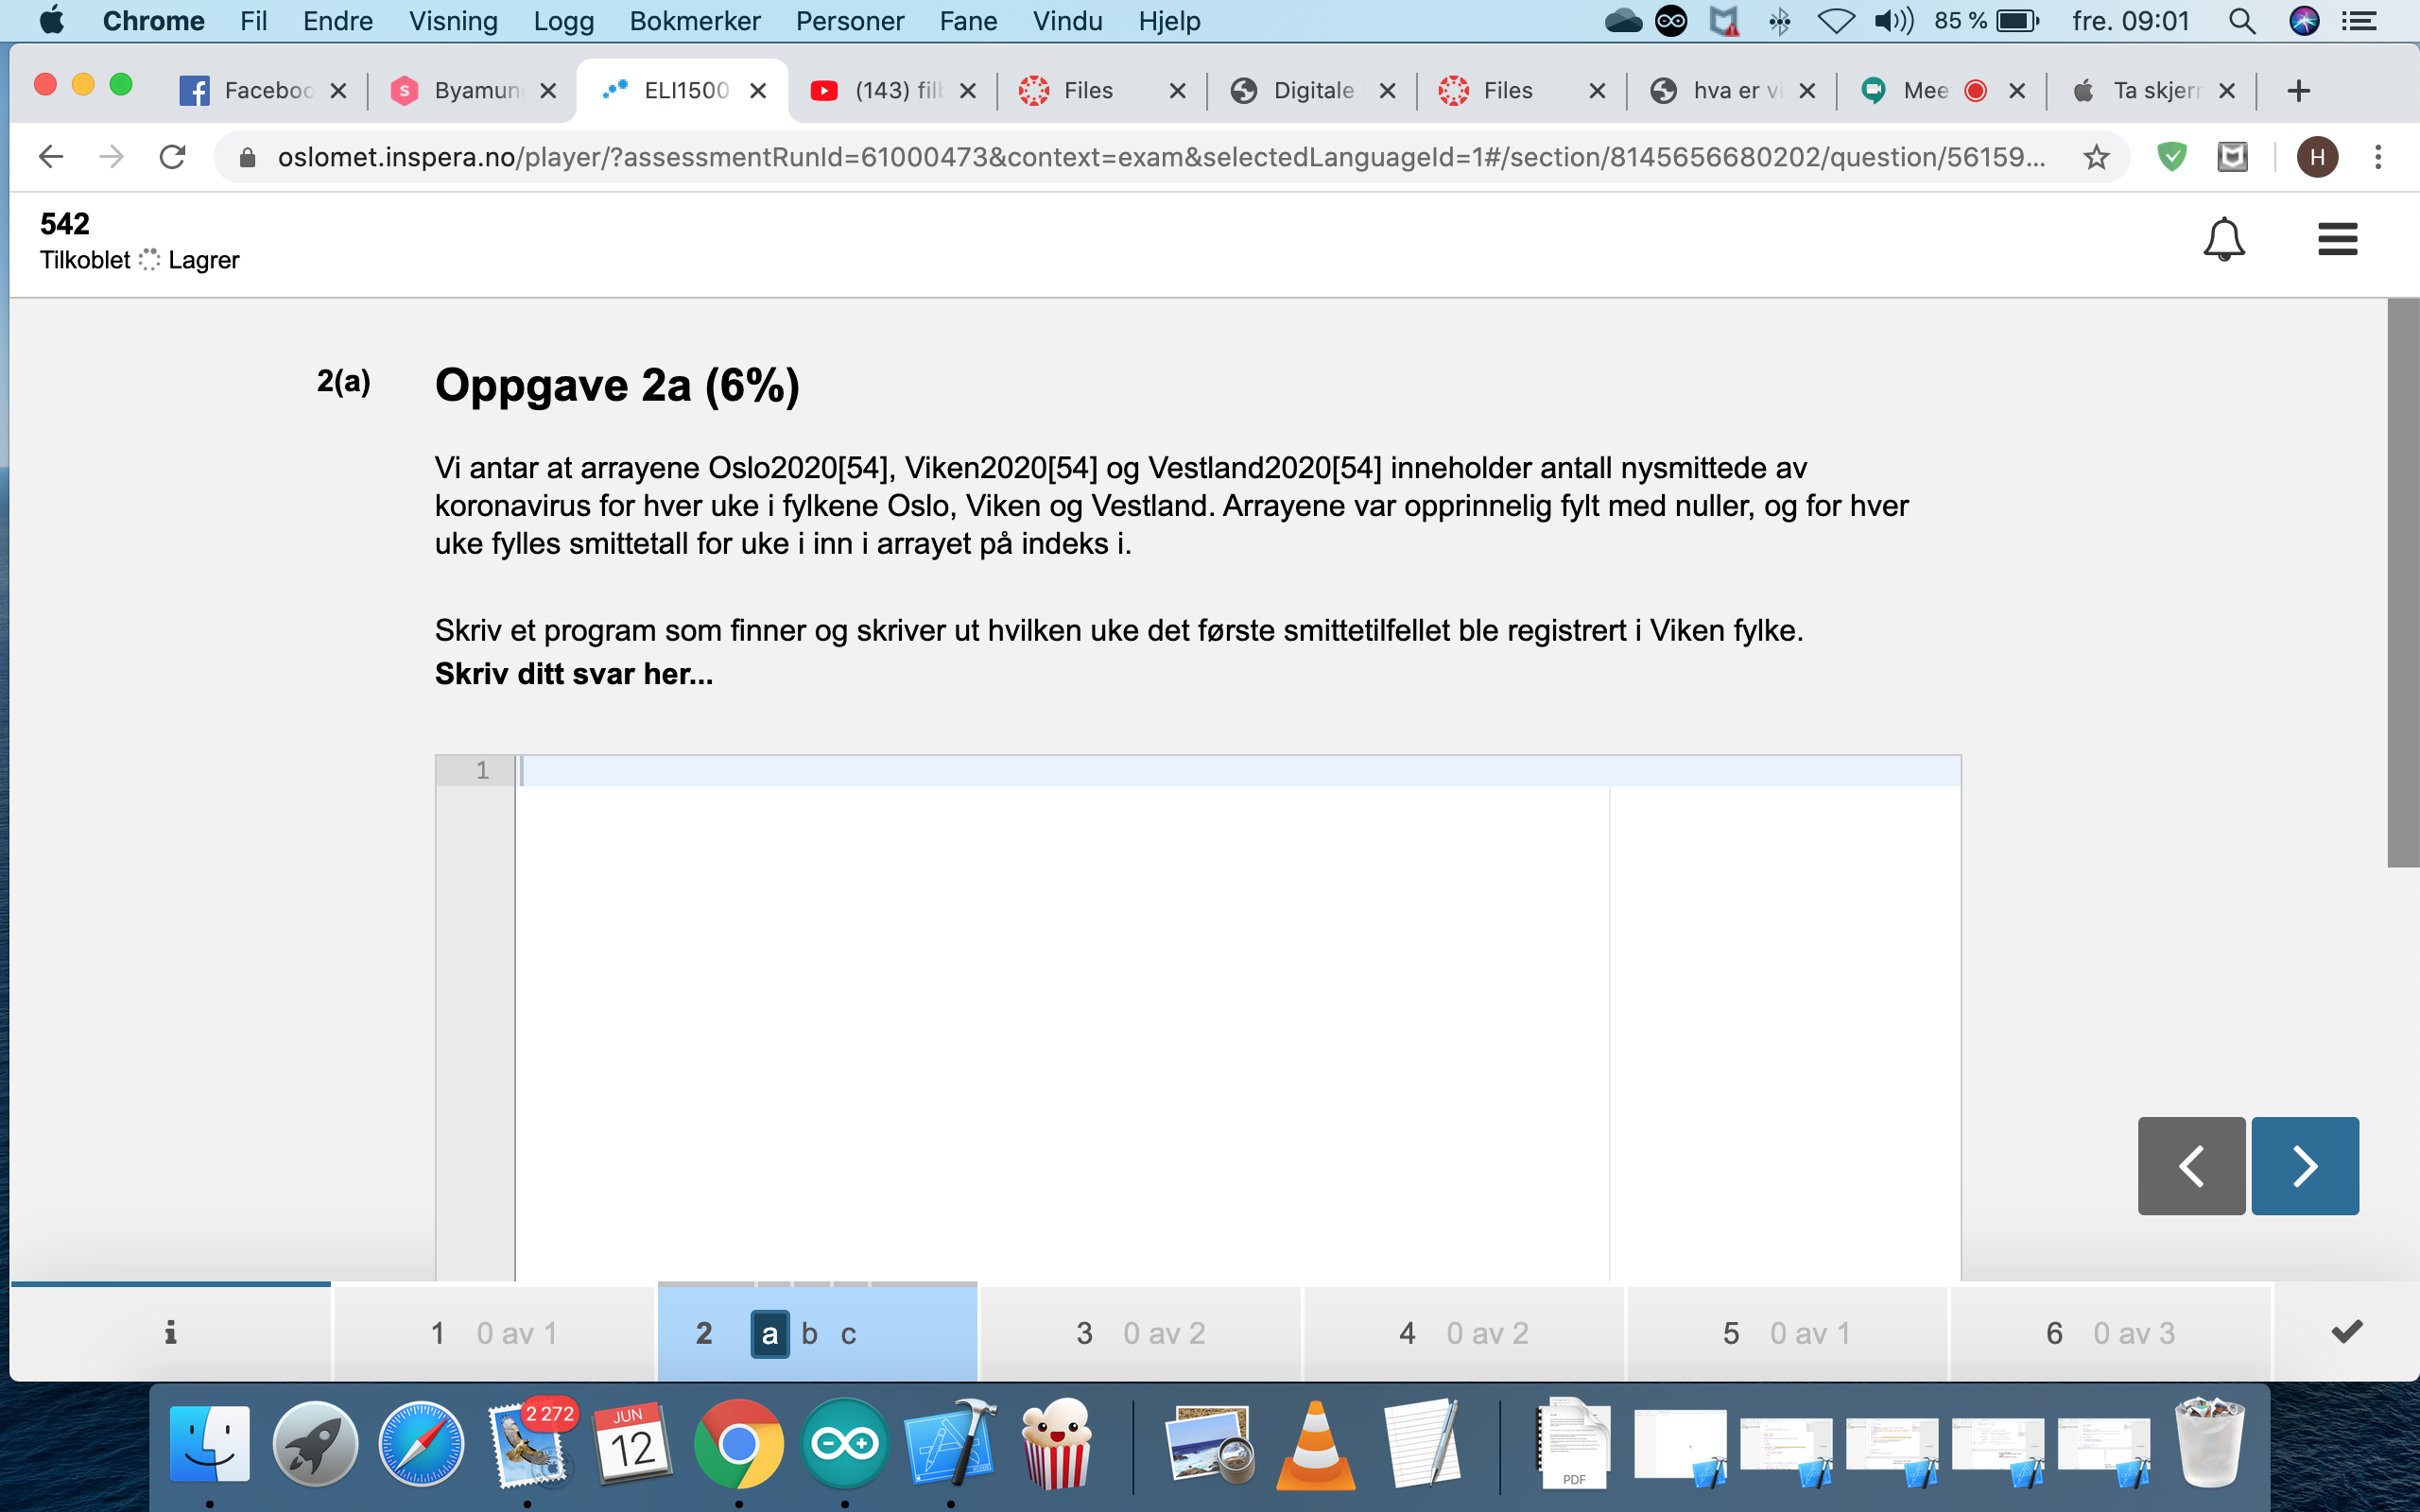 Chrome Fil Endre Visning Logg Bokmerker Personer Fane Vindu Hjelp 85 % fre. 09:01
Faceboo Byamun ELI1500 (143) fill Files Digitale Files hva er vi Mee Ta skjer
oslomet.inspera.no/player/?assessmentRunId=61000473&context=exam&selectedLanguageId=1#/section/8145656680202/question/56159... H
542
Tilkoblet Lagrer
2(a) Oppgave 2a (6%)
Vi antar at arrayene Oslo2020[54], Viken2020[54] og Vestland2020[54] inneholder antall nysmittede av
koronavirus for hver uke i fylkene Oslo, Viken og Vestland. Arrayene var opprinnelig fylt med nuller, og for hver
uke fylles smittetall for uke i inn i arrayet på indeks i.
Skriv et program som finner og skriver ut hvilken uke det første smittetilfellet ble registrert i Viken fylke.
Skriv ditt svar her...
1
i 1 0 av 1 2 a b c 3 0 av 2 4 0 av 2 5 0 av 1 6 0 av 3
2 272
JUN
12
PDF